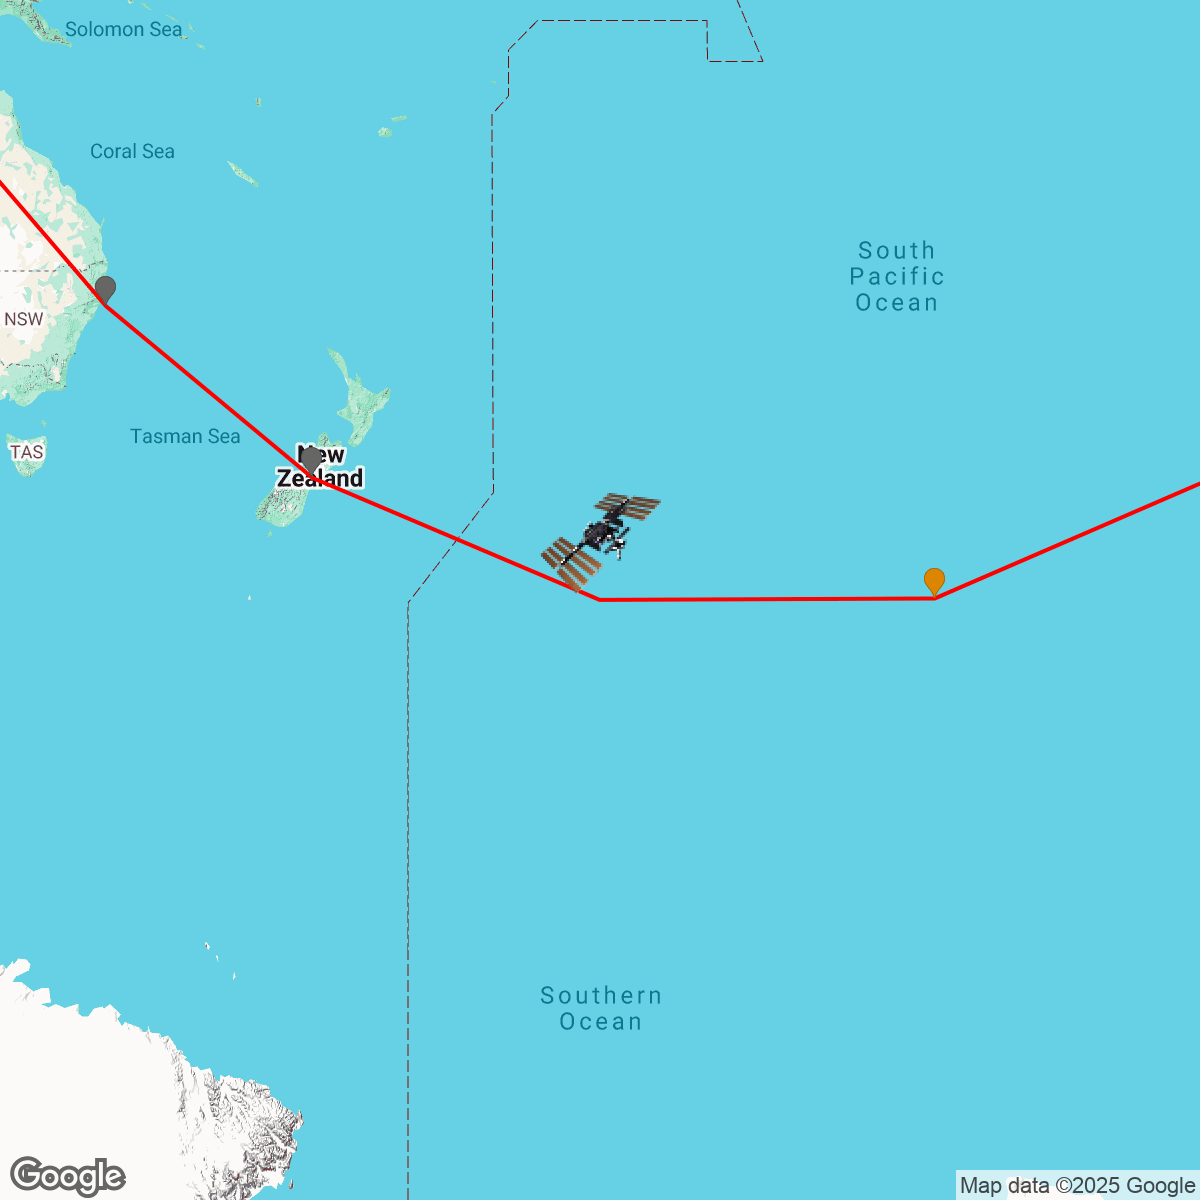 Solomon Sea
Coral Sea
South
Pacific
Ocean
NSW
Tasman Sea
TAS
New
Zealand
Southern
Ocean
Google
Map data ©2025 Google